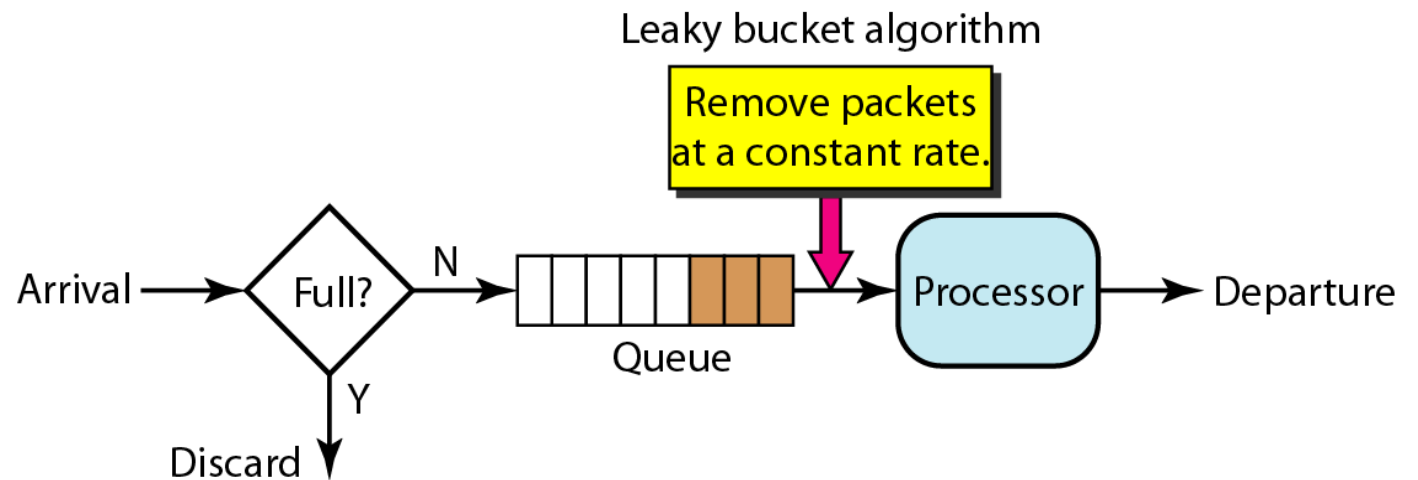 Leaky bucket algorithm
Remove packets
at a constant rate.
Arrival
Full?
N
Y
Discard
Queue
Processor
Departure